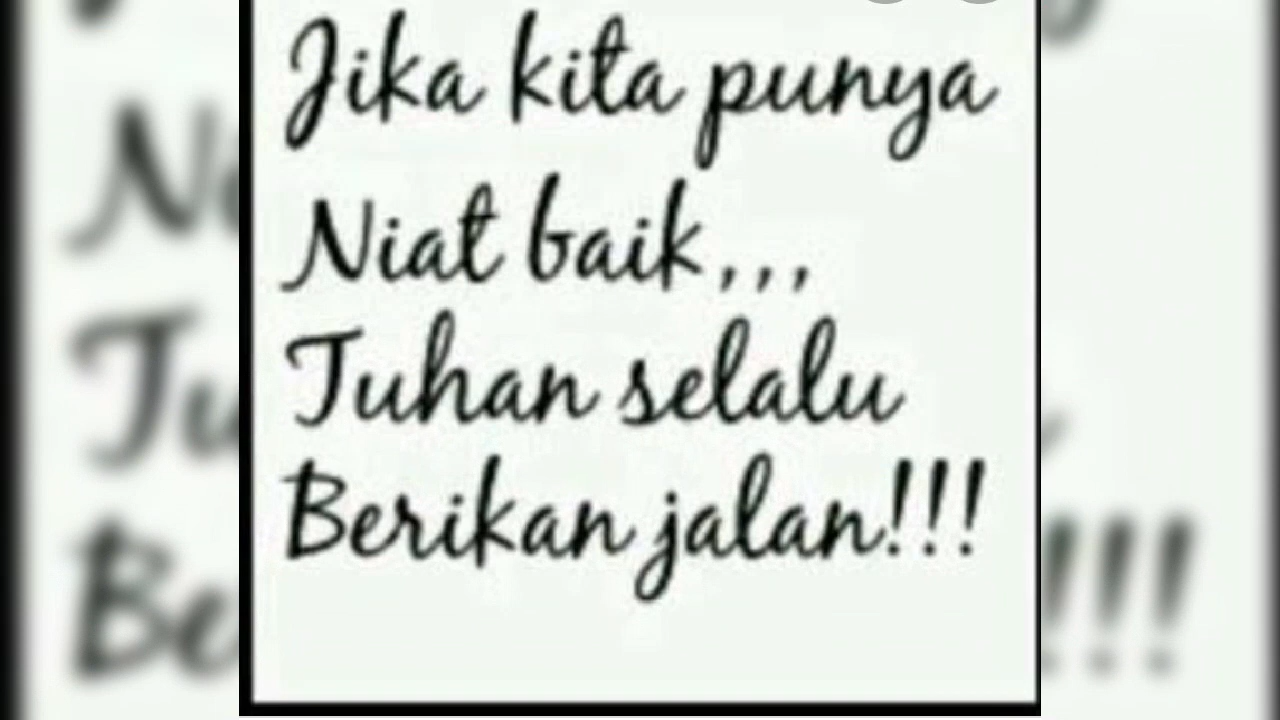 Jika kita punya
Niat baik,,,
Tuhan selalu
Berikan jalan!!!